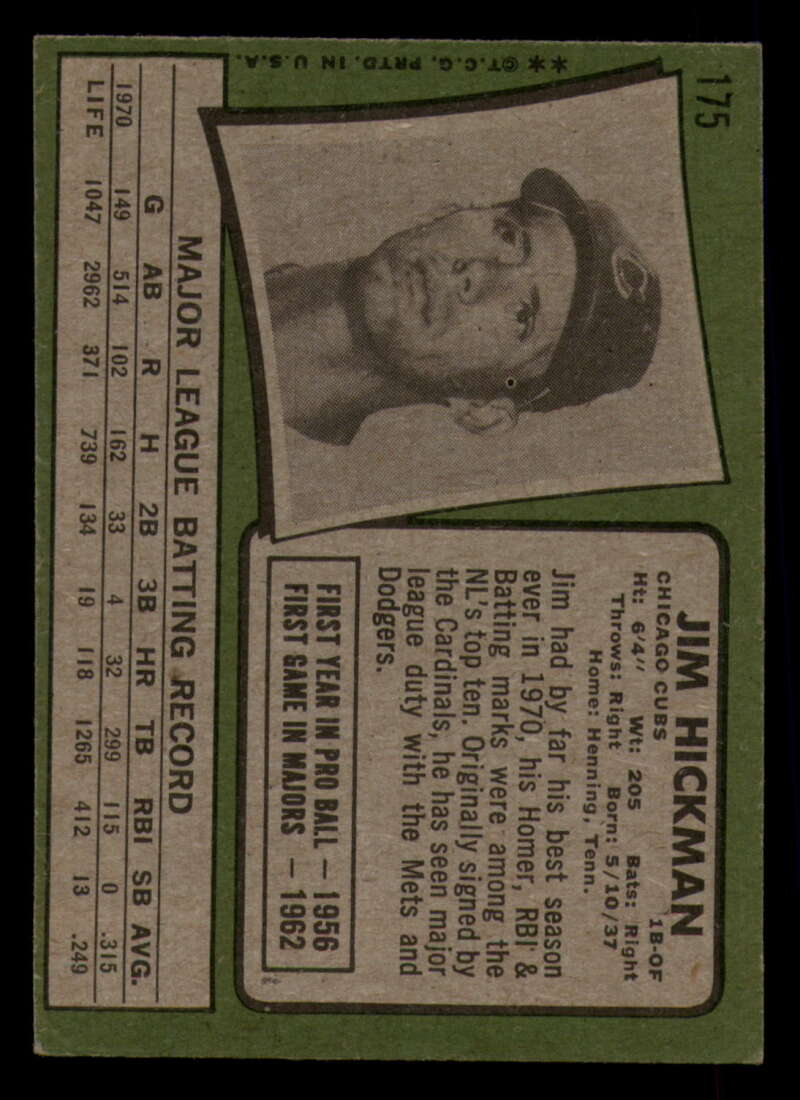 175
**©T.C.G. PRTD. IN U.S.A.
C
JIM HICKMAN
CHICAGO CUBS 1B-OF
Ht: 6'4" Wt: 205 Bats: Right
Throws: Right Born: 5/10/37
Home: Henning, Tenn.
Jim had by far his best season
ever in 1970, his Homer, RBI &
Batting marks were among the
NL's top ten. Originally signed by
the Cardinals, he has seen major
league duty with the Mets and
Dodgers.
FIRST YEAR IN PRO BALL — 1956
FIRST GAME IN MAJORS — 1962
MAJOR LEAGUE BATTING RECORD
G AB R H 2B 3B HR TB RBI SB AVG.
1970 149 514 102 162 33 4 32 299 115 0 .315
LIFE 1047 2962 371 739 134 19 118 1265 412 13 .249